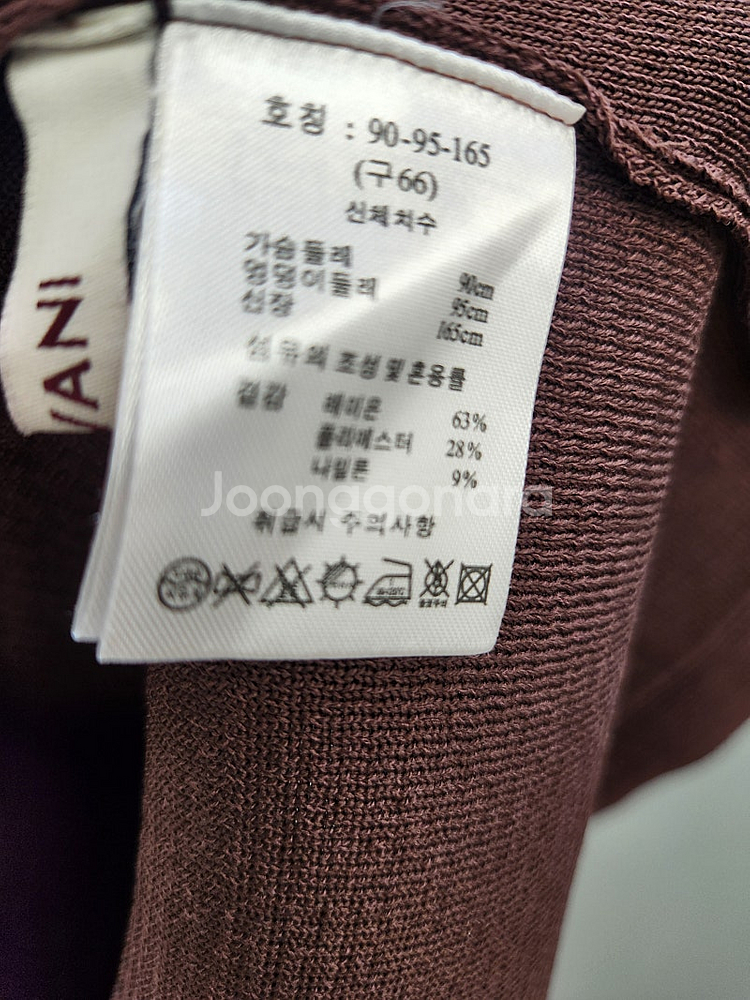 호칭 : 90-95-165
(구66)
신체치수
가슴둘레 90cm
엉덩이둘레 95cm
신장 165cm
섬유의 조성 및 혼용률
겉감 레이온 63%
폴리에스터 28%
나일론 9%
취급시 주의사항
VANI
Joonggonara